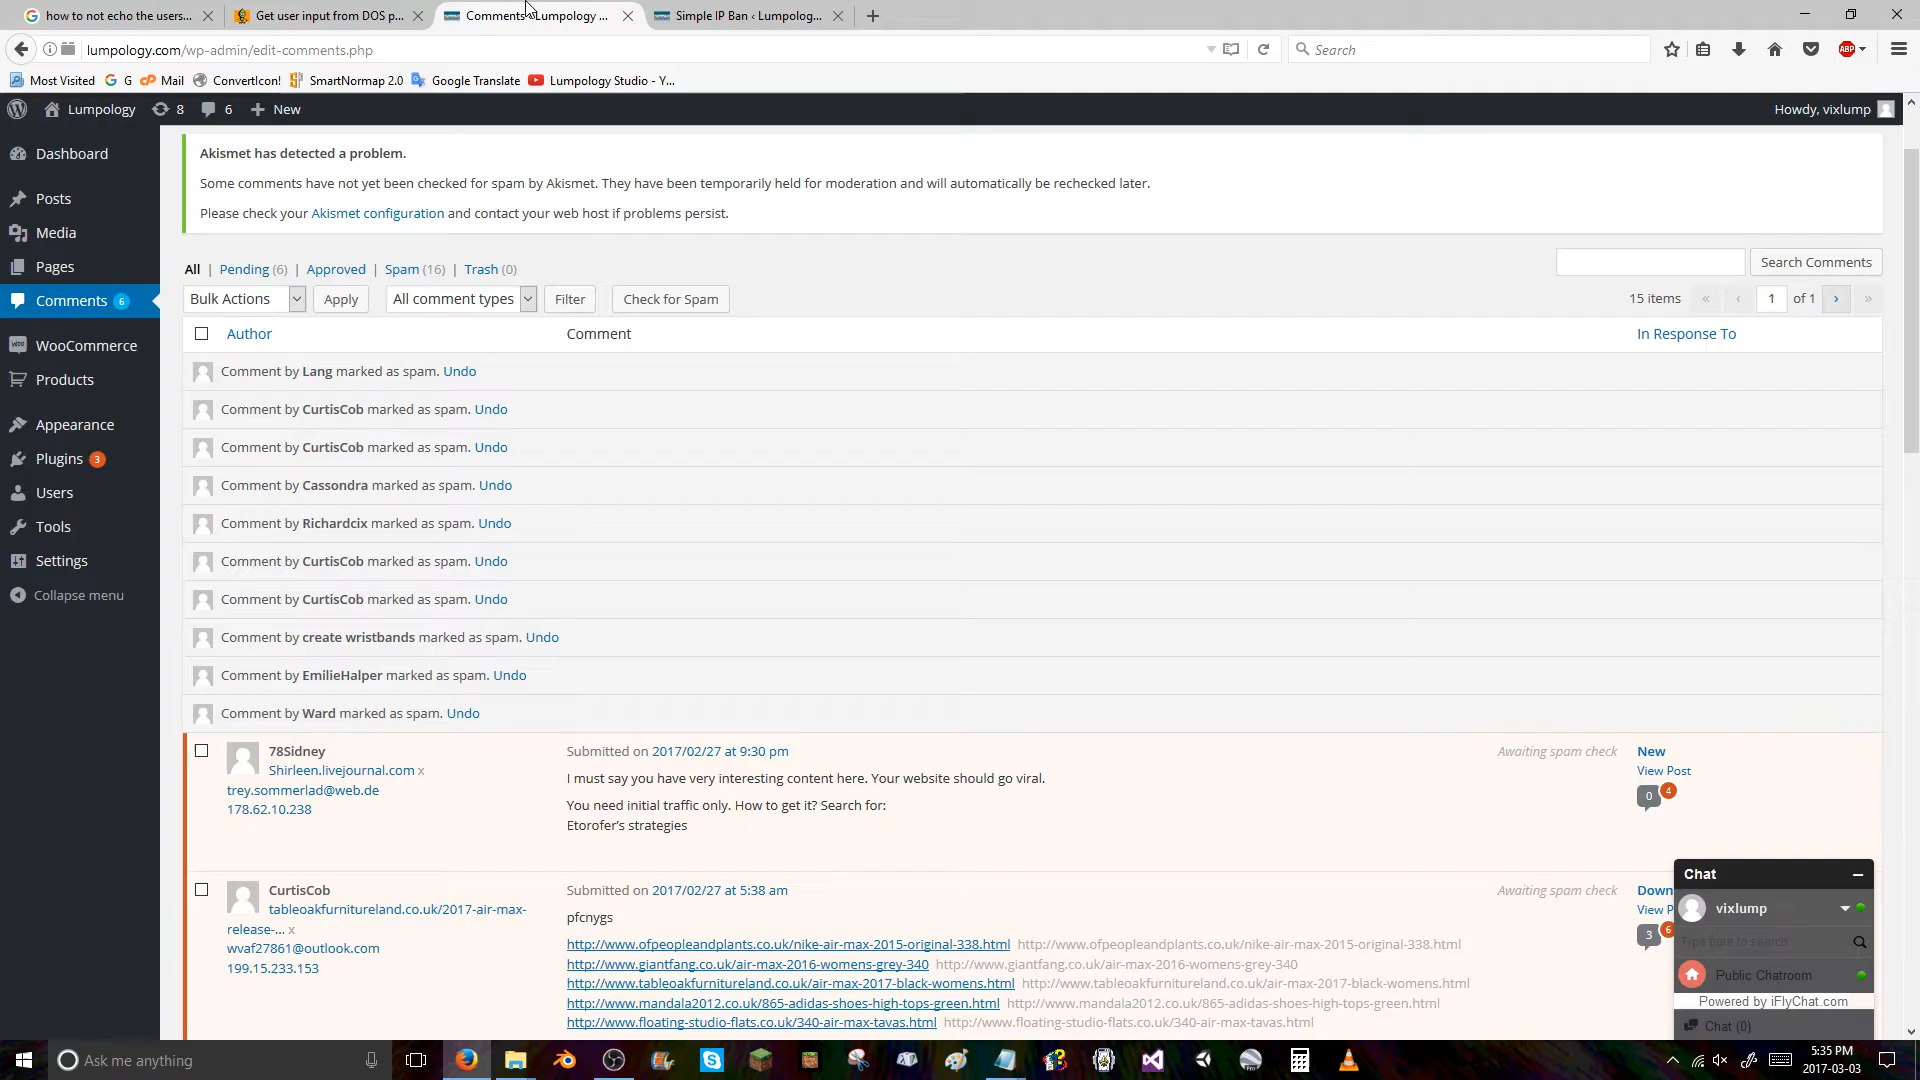 how to not echo the users...
Get user input from DOS p...
Comments ‹ Lumpology ...
Simple IP Ban ‹ Lumpolog...
lumpology.com/wp-admin/edit-comments.php
Search
ABP
Most Visited
G
Mail
ConvertIcon!
SmartNormap 2.0
Google Translate
Lumpology Studio - Y...
Lumpology
8
6
New
Howdy, vixlump
Dashboard
Posts
Media
Pages
Comments 6
WooCommerce
Products
Appearance
Plugins 3
Users
Tools
Settings
Collapse menu
Akismet has detected a problem.
Some comments have not yet been checked for spam by Akismet. They have been temporarily held for moderation and will automatically be rechecked later.
Please check your Akismet configuration and contact your web host if problems persist.
All | Pending (6) | Approved | Spam (16) | Trash (0)
Search Comments
Bulk Actions
Apply
All comment types
Filter
Check for Spam
15 items « ‹ 1 of 1 › »
Author
Comment
In Response To
Comment by Lang marked as spam. Undo
Comment by CurtisCob marked as spam. Undo
Comment by CurtisCob marked as spam. Undo
Comment by Cassondra marked as spam. Undo
Comment by Richardcix marked as spam. Undo
Comment by CurtisCob marked as spam. Undo
Comment by CurtisCob marked as spam. Undo
Comment by create wristbands marked as spam. Undo
Comment by EmilieHalper marked as spam. Undo
Comment by Ward marked as spam. Undo
78Sidney
Shirleen.livejournal.com x
trey.sommerlad@web.de
178.62.10.238
Submitted on 2017/02/27 at 9:30 pm
I must say you have very interesting content here. Your website should go viral.
You need initial traffic only. How to get it? Search for:
Etorofer's strategies
Awaiting spam check
New
View Post
0 4
CurtisCob
tableoakfurnitureland.co.uk/2017-air-max-
release-... x
wvaf27861@outlook.com
199.15.233.153
Submitted on 2017/02/27 at 5:38 am
pfcnygs
http://www.ofpeopleandplants.co.uk/nike-air-max-2015-original-338.html http://www.ofpeopleandplants.co.uk/nike-air-max-2015-original-338.html
http://www.giantfang.co.uk/air-max-2016-womens-grey-340 http://www.giantfang.co.uk/air-max-2016-womens-grey-340
http://www.tableoakfurnitureland.co.uk/air-max-2017-black-womens.html http://www.tableoakfurnitureland.co.uk/air-max-2017-black-womens.html
http://www.mandala2012.co.uk/865-adidas-shoes-high-tops-green.html http://www.mandala2012.co.uk/865-adidas-shoes-high-tops-green.html
http://www.floating-studio-flats.co.uk/340-air-max-tavas.html http://www.floating-studio-flats.co.uk/340-air-max-tavas.html
Awaiting spam check
Down
View P
3 6
Chat
vixlump
Type here to search
Public Chatroom
Powered by iFlyChat.com
Chat (0)
Ask me anything
5:35 PM
2017-03-03